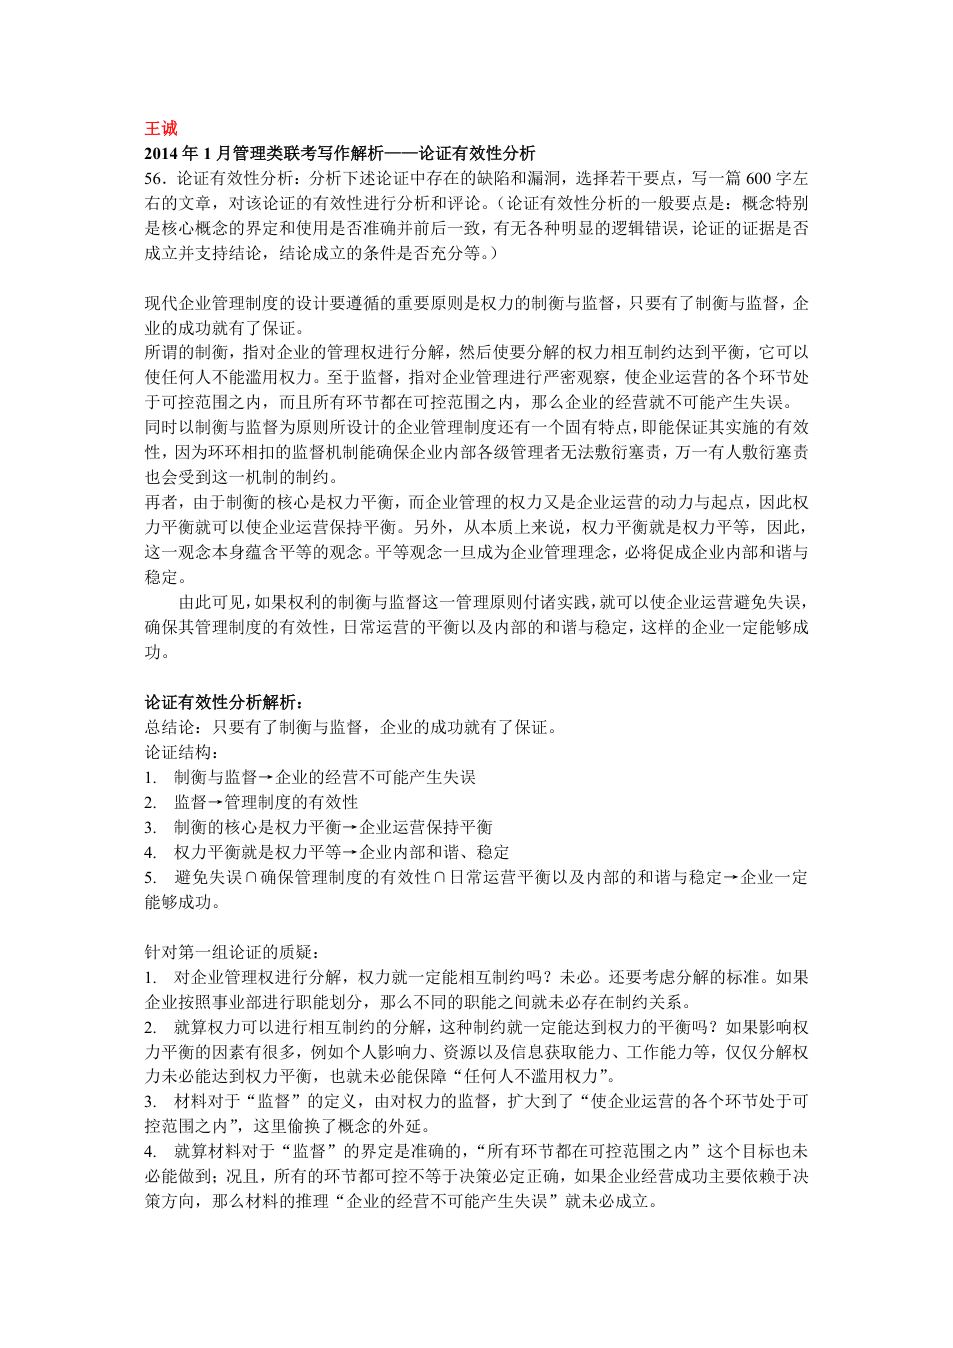 王诚
2014 年 1 月管理类联考写作解析——论证有效性分析
56．论证有效性分析：分析下述论证中存在的缺陷和漏洞，选择若干要点，写一篇 600 字左
右的文章，对该论证的有效性进行分析和评论。（论证有效性分析的一般要点是：概念特别
是核心概念的界定和使用是否准确并前后一致，有无各种明显的逻辑错误，论证的证据是否
成立并支持结论，结论成立的条件是否充分等。）
现代企业管理制度的设计要遵循的重要原则是权力的制衡与监督，只要有了制衡与监督，企
业的成功就有了保证。
所谓的制衡，指对企业的管理权进行分解，然后使要分解的权力相互制约达到平衡，它可以
使任何人不能滥用权力。至于监督，指对企业管理进行严密观察，使企业运营的各个环节处
于可控范围之内，而且所有环节都在可控范围之内，那么企业的经营就不可能产生失误。
同时以制衡与监督为原则所设计的企业管理制度还有一个固有特点，即能保证其实施的有效
性，因为环环相扣的监督机制能确保企业内部各级管理者无法敷衍塞责，万一有人敷衍塞责
也会受到这一机制的制约。
再者，由于制衡的核心是权力平衡，而企业管理的权力又是企业运营的动力与起点，因此权
力平衡就可以使企业运营保持平衡。另外，从本质上来说，权力平衡就是权力平等，因此，
这一观念本身蕴含平等的观念。平等观念一旦成为企业管理理念，必将促成企业内部和谐与
稳定。
由此可见，如果权利的制衡与监督这一管理原则付诸实践，就可以使企业运营避免失误，
确保其管理制度的有效性，日常运营的平衡以及内部的和谐与稳定，这样的企业一定能够成
功。
论证有效性分析解析：
总结论：只要有了制衡与监督，企业的成功就有了保证。
论证结构：
1. 制衡与监督→企业的经营不可能产生失误
2. 监督→管理制度的有效性
3. 制衡的核心是权力平衡→企业运营保持平衡
4. 权力平衡就是权力平等→企业内部和谐、稳定
5. 避免失误∩确保管理制度的有效性∩日常运营平衡以及内部的和谐与稳定→企业一定
能够成功。
针对第一组论证的质疑：
1. 对企业管理权进行分解，权力就一定能相互制约吗？未必。还要考虑分解的标准。如果
企业按照事业部进行职能划分，那么不同的职能之间就未必存在制约关系。
2. 就算权力可以进行相互制约的分解，这种制约就一定能达到权力的平衡吗？如果影响权
力平衡的因素有很多，例如个人影响力、资源以及信息获取能力、工作能力等，仅仅分解权
力未必能达到权力平衡，也就未必能保障“任何人不滥用权力”。
3. 材料对于“监督”的定义，由对权力的监督，扩大到了“使企业运营的各个环节处于可
控范围之内”，这里偷换了概念的外延。
4. 就算材料对于“监督”的界定是准确的，“所有环节都在可控范围之内”这个目标也未
必能做到；况且，所有的环节都可控不等于决策必定正确，如果企业经营成功主要依赖于决
策方向，那么材料的推理“企业的经营不可能产生失误”就未必成立。